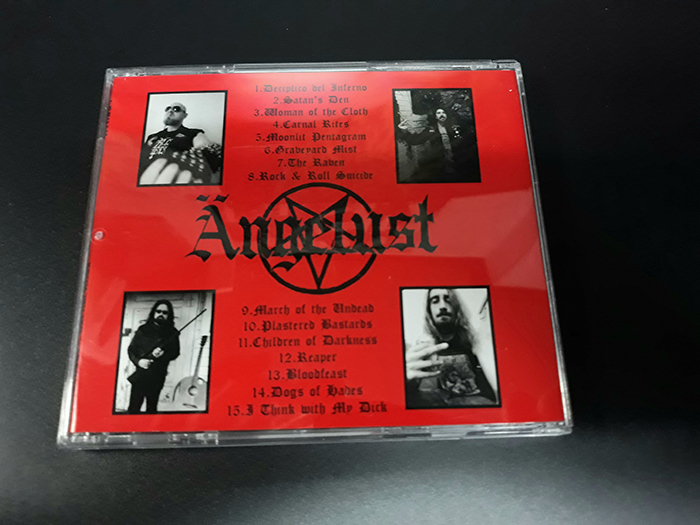 1.Deciplico del Inferno
2.Satan's Den
3.Woman of the Cloth
4.Carnal Rites
5.Moonlit Pentagram
6.Graveyard Mist
7.The Raven
8.Rock & Roll Suicide
Ängelust
9.March of the Undead
10.Plastered Bastards
11.Children of Darkness
12.Reaper
13.Bloodfeast
14.Dogs of Hades
15.I Think with My Dick